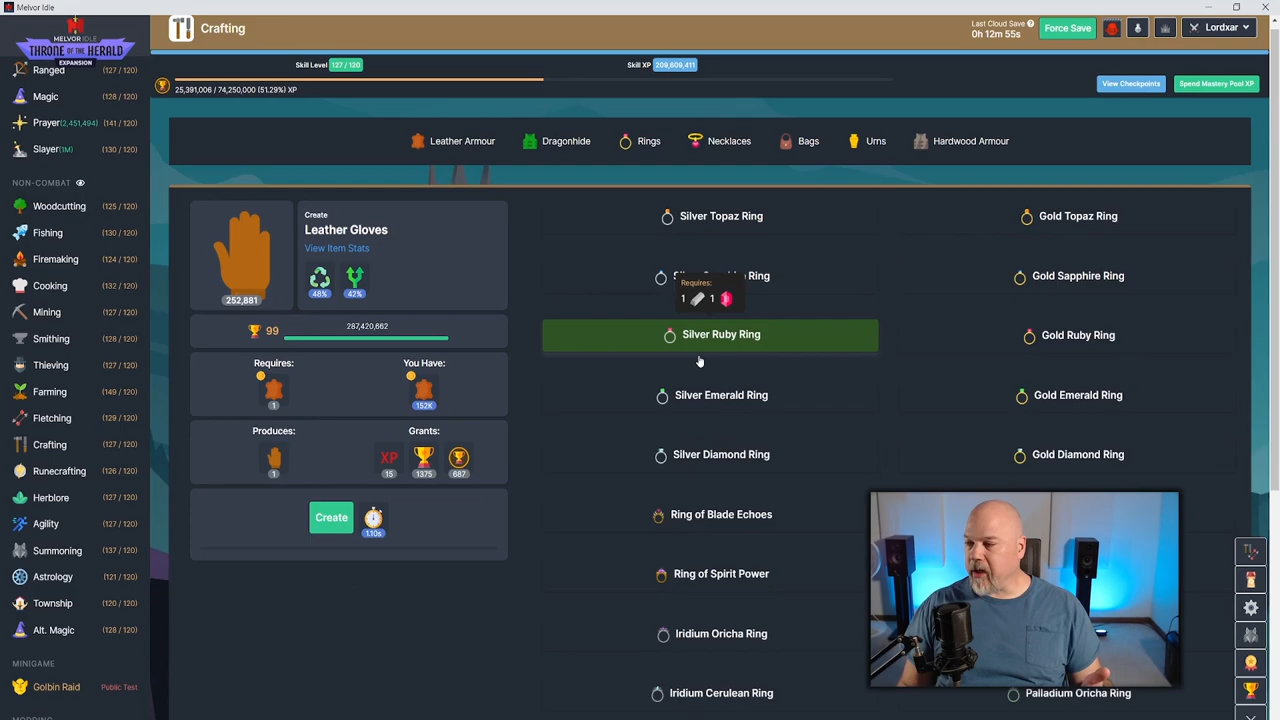 Melvor Idle
MELVOR IDLE
THRONE OF THE HERALD
EXPANSION
Crafting
Last Cloud Save
0h 12m 55s
Force Save
Lordxar
Skill Level 127 / 120
Skill XP 209,609,411
25,391,006 / 74,250,000 (51.29%) XP
View Checkpoints
Spend Mastery Pool XP
Ranged (127 / 120)
Magic (128 / 120)
Prayer (2,451,494) (141 / 120)
Slayer (1M) (130 / 120)
NON-COMBAT
Woodcutting (125 / 120)
Fishing (130 / 120)
Firemaking (124 / 120)
Cooking (128 / 120)
Mining (127 / 120)
Smithing (128 / 120)
Thieving (127 / 120)
Farming (127 / 120)
Fletching (129 / 120)
Crafting (127 / 120)
Runecrafting (127 / 120)
Herblore (127 / 120)
Agility (127 / 120)
Summoning (127 / 120)
Astrology (121 / 120)
Township (120 / 120)
Alt. Magic (128 / 120)
MINIGAME
Golbin Raid Public Test
MODDING
Leather Armour
Dragonhide
Rings
Necklaces
Bags
Urns
Hardwood Armour
Create
Leather Gloves
View Item Stats
48% 42%
252,881
99 287,420,662
Requires:
1
You Have:
152K
Produces:
1
Grants:
XP
15 1375 687
Create
1.10s
Silver Topaz Ring
Gold Topaz Ring
Ring
Gold Sapphire Ring
Requires:
1 1
Silver Ruby Ring
Gold Ruby Ring
Silver Emerald Ring
Gold Emerald Ring
Silver Diamond Ring
Gold Diamond Ring
Ring of Blade Echoes
Ring of Spirit Power
Iridium Oricha Ring
Iridium Cerulean Ring
Palladium Oricha Ring